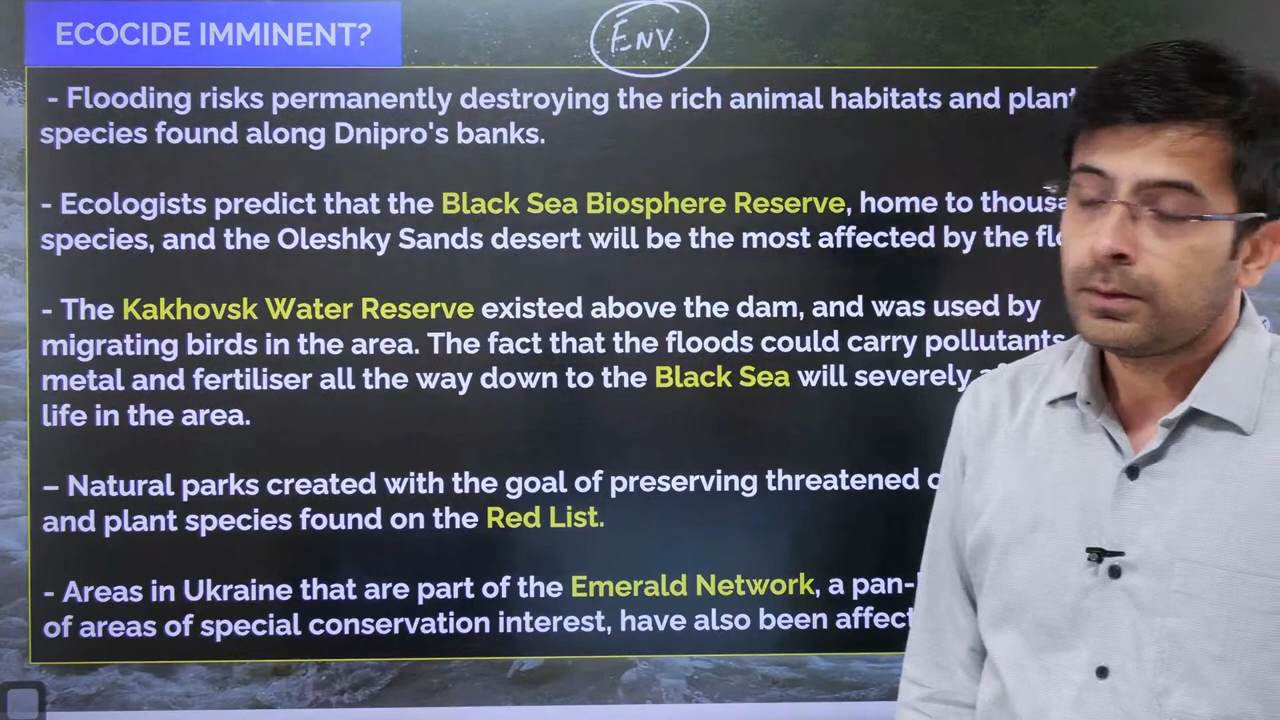 ECOCIDE IMMINENT?
ENV
- Flooding risks permanently destroying the rich animal habitats and plant
species found along Dnipro's banks.
- Ecologists predict that the Black Sea Biosphere Reserve, home to
species, and the Oleshky Sands desert will be the most affected by the
- The Kakhovsk Water Reserve existed above the dam, and was used by
migrating birds in the area. The fact that the floods could carry pollutants
metal and fertiliser all the way down to the Black Sea will severely
life in the area.
– Natural parks created with the goal of preserving threatened
and plant species found on the Red List.
- Areas in Ukraine that are part of the Emerald Network, a
of areas of special conservation interest, have also been